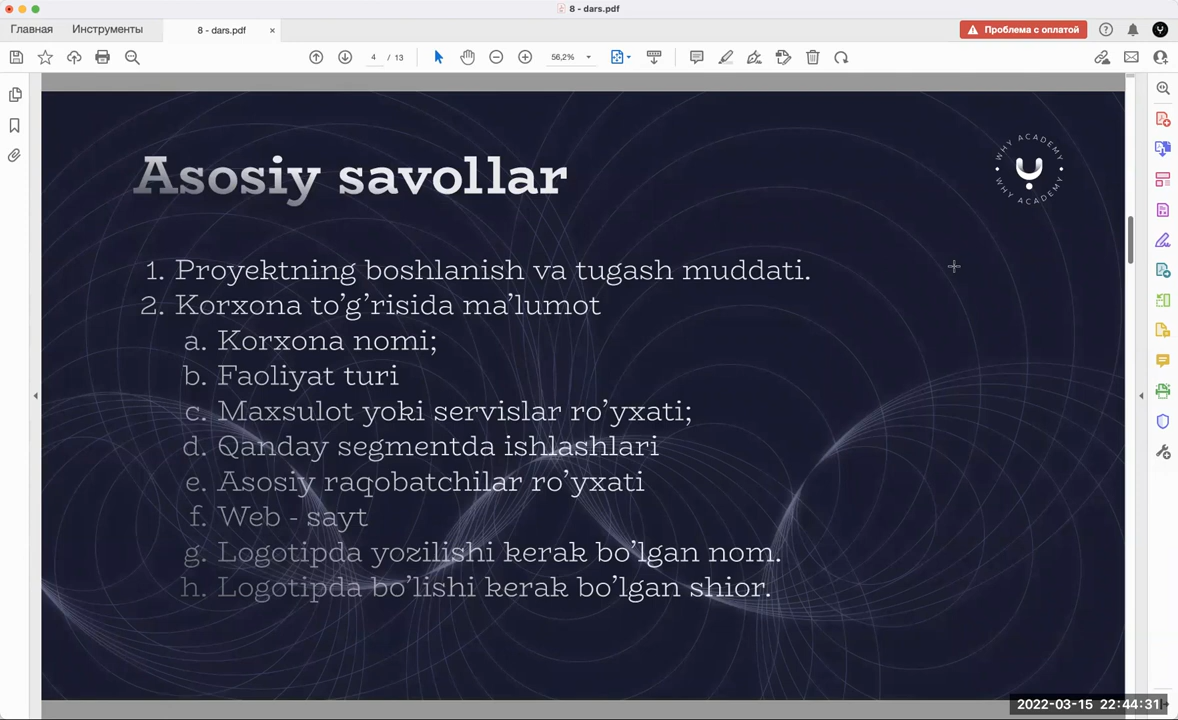 8 - dars.pdf
Главная
Инструменты
8 - dars.pdf
Проблема с оплатой
4 / 13
56,2%
WHY ACADEMY
WHY ACADEMY
Asosiy savollar
1. Proyektning boshlanish va tugash muddati.
2. Korxona to’g’risida ma’lumot
a. Korxona nomi;
b. Faoliyat turi
c. Maxsulot yoki servislar ro’yxati;
d. Qanday segmentda ishlashlari
e. Asosiy raqobatchilar ro’yxati
f. Web - sayt
g. Logotipda yozilishi kerak bo’lgan nom.
h. Logotipda bo’lishi kerak bo’lgan shior.
2022-03-15 22:44:31